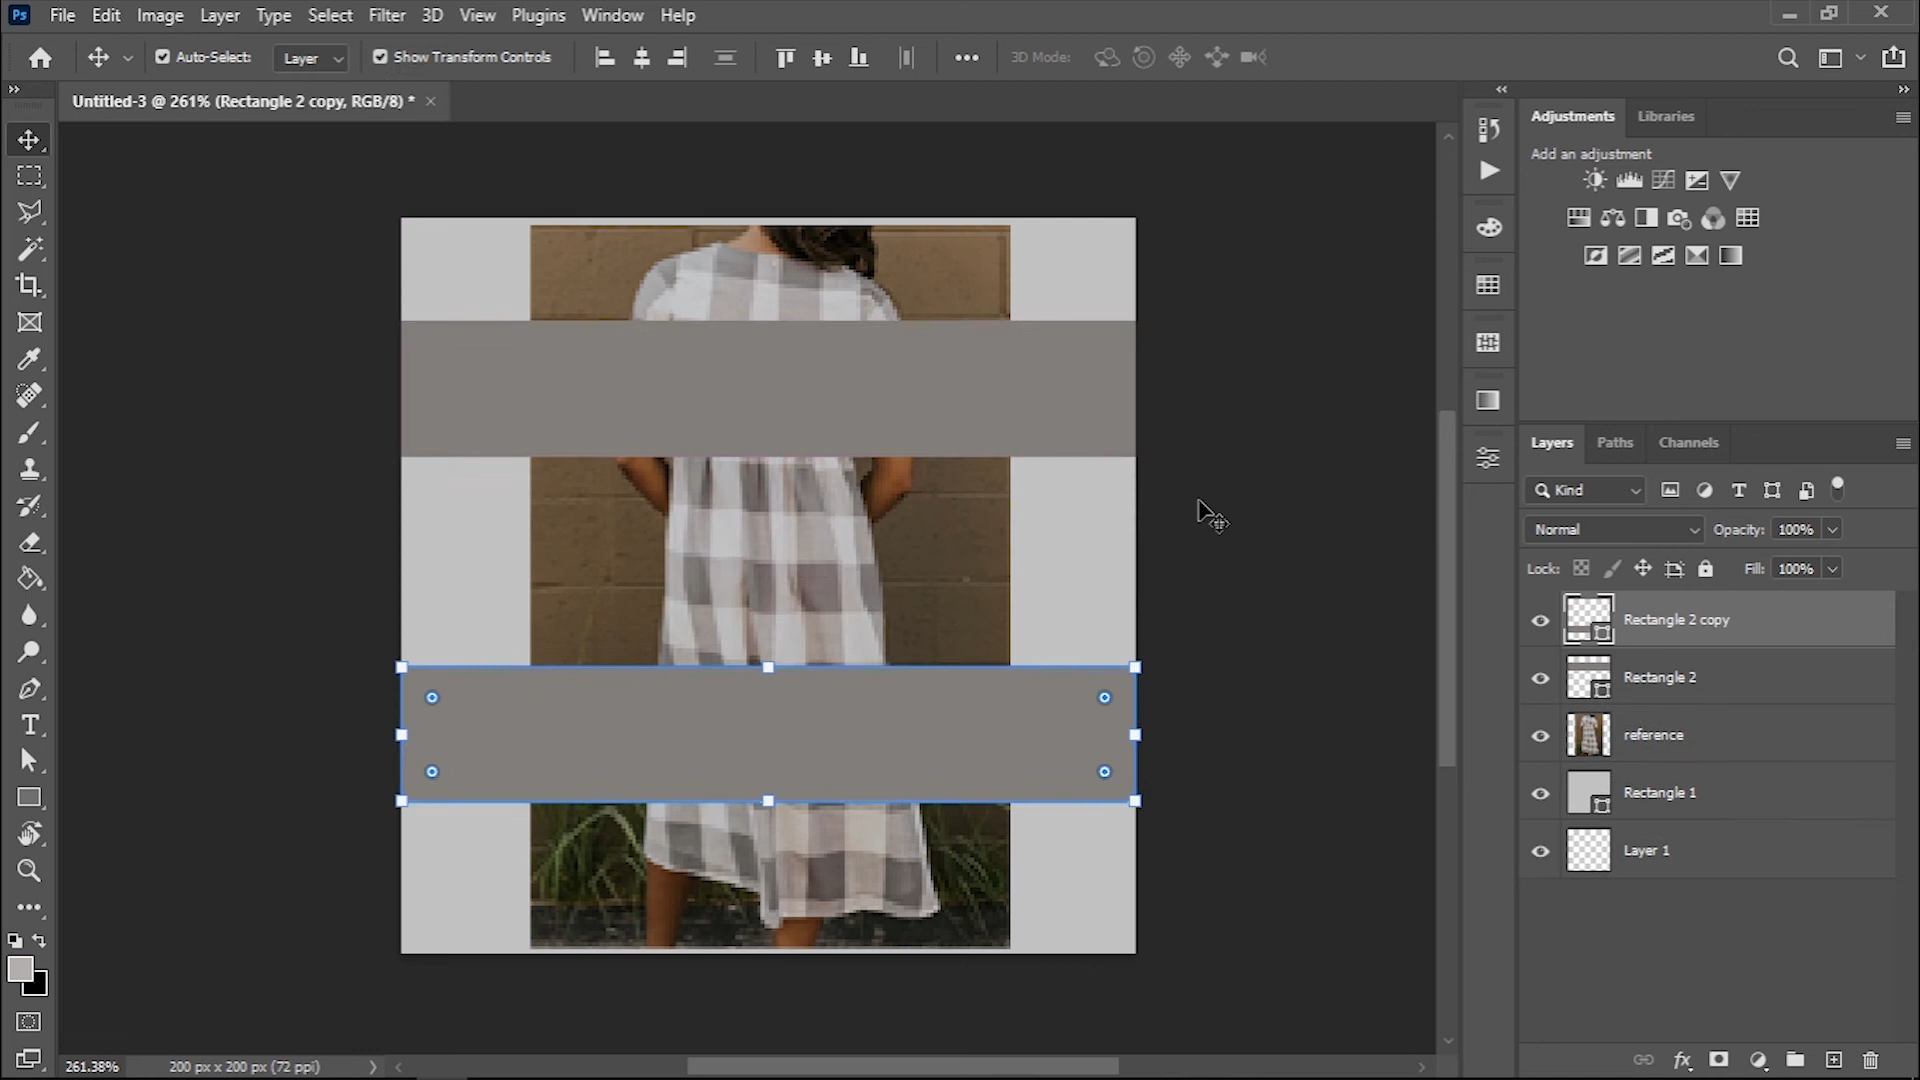 Ps File Edit Image Layer Type Select Filter 3D View Plugins Window Help
Auto-Select: Layer Show Transform Controls 3D Mode:
Untitled-3 @ 261% (Rectangle 2 copy, RGB/8) *
Adjustments Libraries
Add an adjustment
Layers Paths Channels
Kind
Normal Opacity: 100%
Lock: Fill: 100%
Rectangle 2 copy
Rectangle 2
reference
Rectangle 1
Layer 1
261.38% 200 px x 200 px (72 ppi)